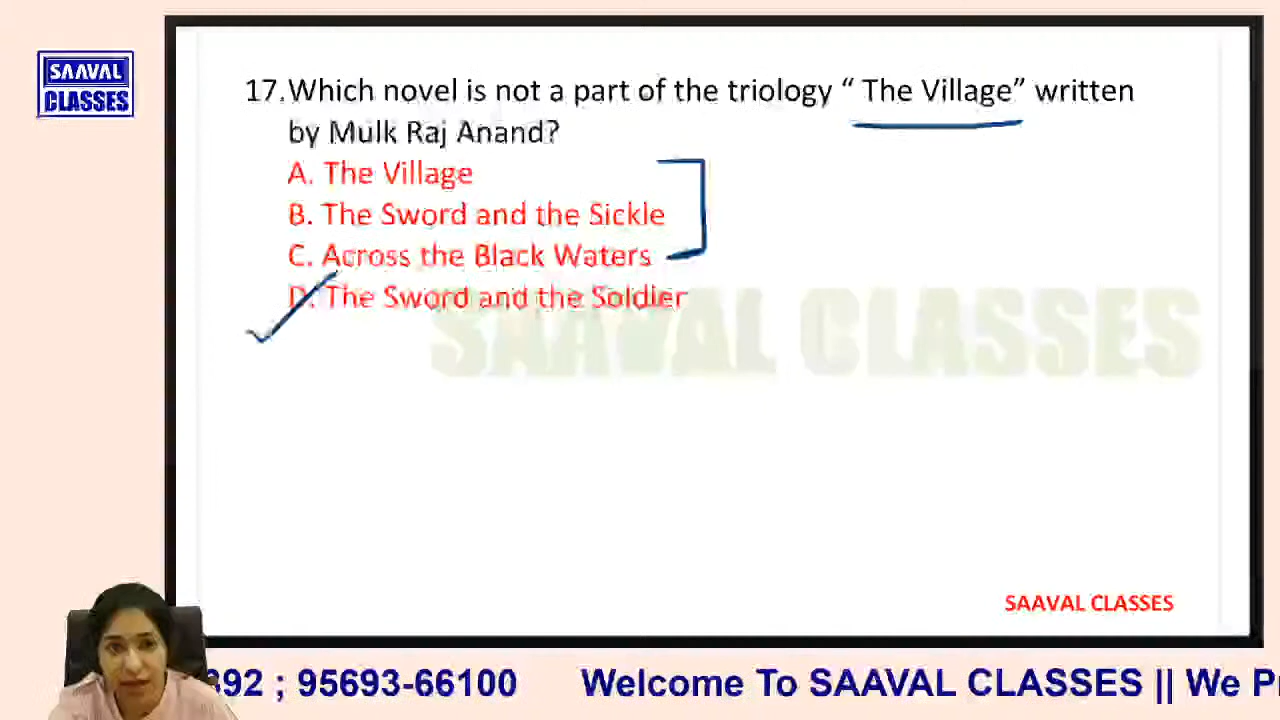 SAAVAL
CLASSES
17.Which novel is not a part of the triology “ The Village” written
by Mulk Raj Anand?
A. The Village
B. The Sword and the Sickle
C. Across the Black Waters
D. The Sword and the Soldier
SAAVAL CLASSES
SAAVAL CLASSES
392 ; 95693-66100 Welcome To SAAVAL CLASSES || We Pr